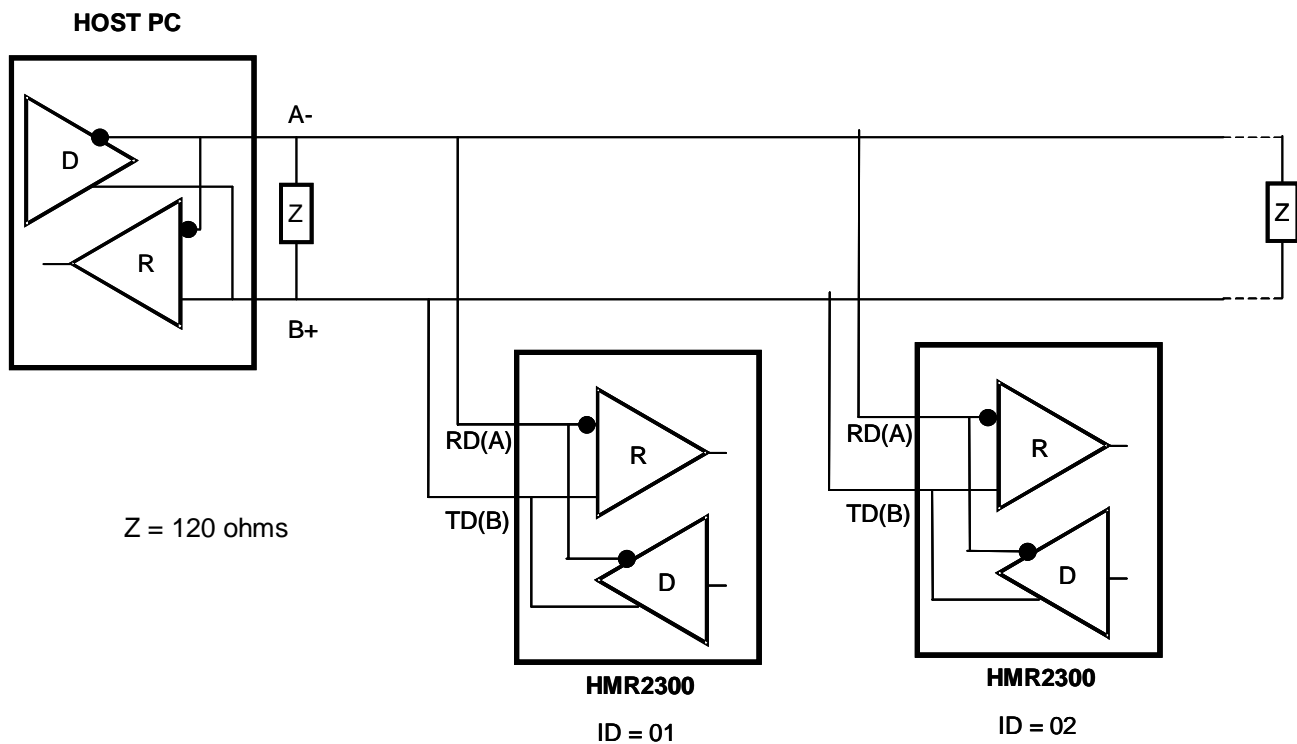 HOST PC
A-
D
Z
Z
R
B+
RD(A)
R
TD(B)
D
RD(A)
R
TD(B)
D
Z = 120 ohms
HMR2300
ID = 01
HMR2300
ID = 02